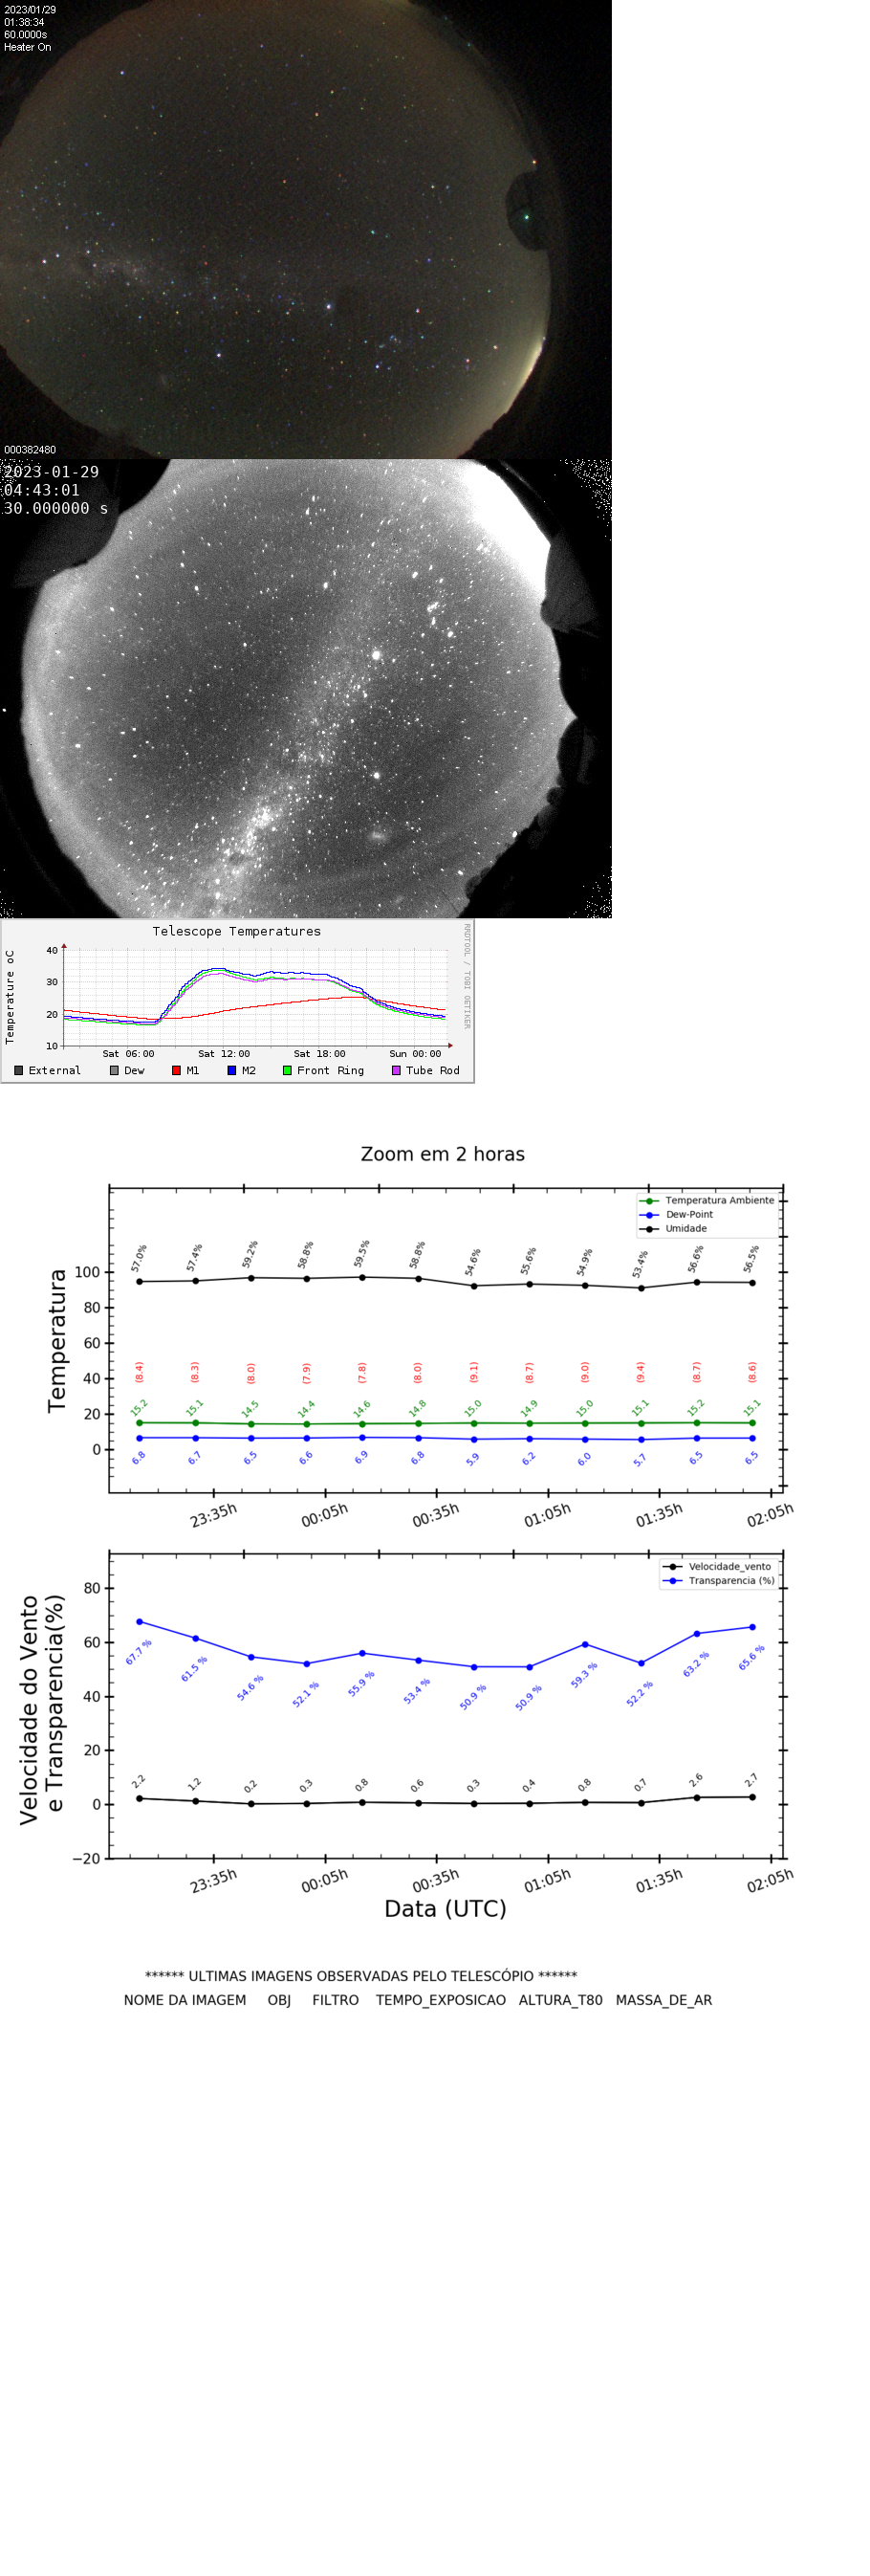 2023/01/29
01:38:34
60.0000s
Heater On
000382480
2023-01-29
04:43:01
30.000000 s
Telescope Temperatures
RRDTOOL / TOBI OETIKER
Temperature oC
40
30
20
10
Sat 06:00 Sat 12:00 Sat 18:00 Sun 00:00
External Dew M1 M2 Front Ring Tube Rod
Zoom em 2 horas
Temperatura Ambiente
Dew-Point
Umidade
Temperatura
100
80
60
40
20
0
57.0% 57.4% 59.2% 58.8% 59.5% 58.8% 54.6% 55.6% 54.9% 53.4% 56.6% 56.5%
(8.4) (8.3) (8.0) (7.9) (7.8) (8.0) (9.1) (8.7) (9.0) (9.4) (8.7) (8.6)
15.2 15.1 14.5 14.4 14.6 14.8 15.0 14.9 15.0 15.1 15.2 15.1
6.8 6.7 6.5 6.6 6.9 6.8 5.9 6.2 6.0 5.7 6.5 6.5
23:35h 00:05h 00:35h 01:05h 01:35h 02:05h
Velocidade_vento
Transparencia (%)
Velocidade do Vento
e Transparencia(%)
80
60
40
20
0
−20
67.7 % 61.5 % 54.6 % 52.1 % 55.9 % 53.4 % 50.9 % 50.9 % 59.3 % 52.2 % 63.2 % 65.6 %
2.2 1.2 0.2 0.3 0.8 0.6 0.3 0.4 0.8 0.7 2.6 2.7
23:35h 00:05h 00:35h 01:05h 01:35h 02:05h
Data (UTC)
****** ULTIMAS IMAGENS OBSERVADAS PELO TELESCÓPIO ******
NOME DA IMAGEM OBJ FILTRO TEMPO_EXPOSICAO ALTURA_T80 MASSA_DE_AR